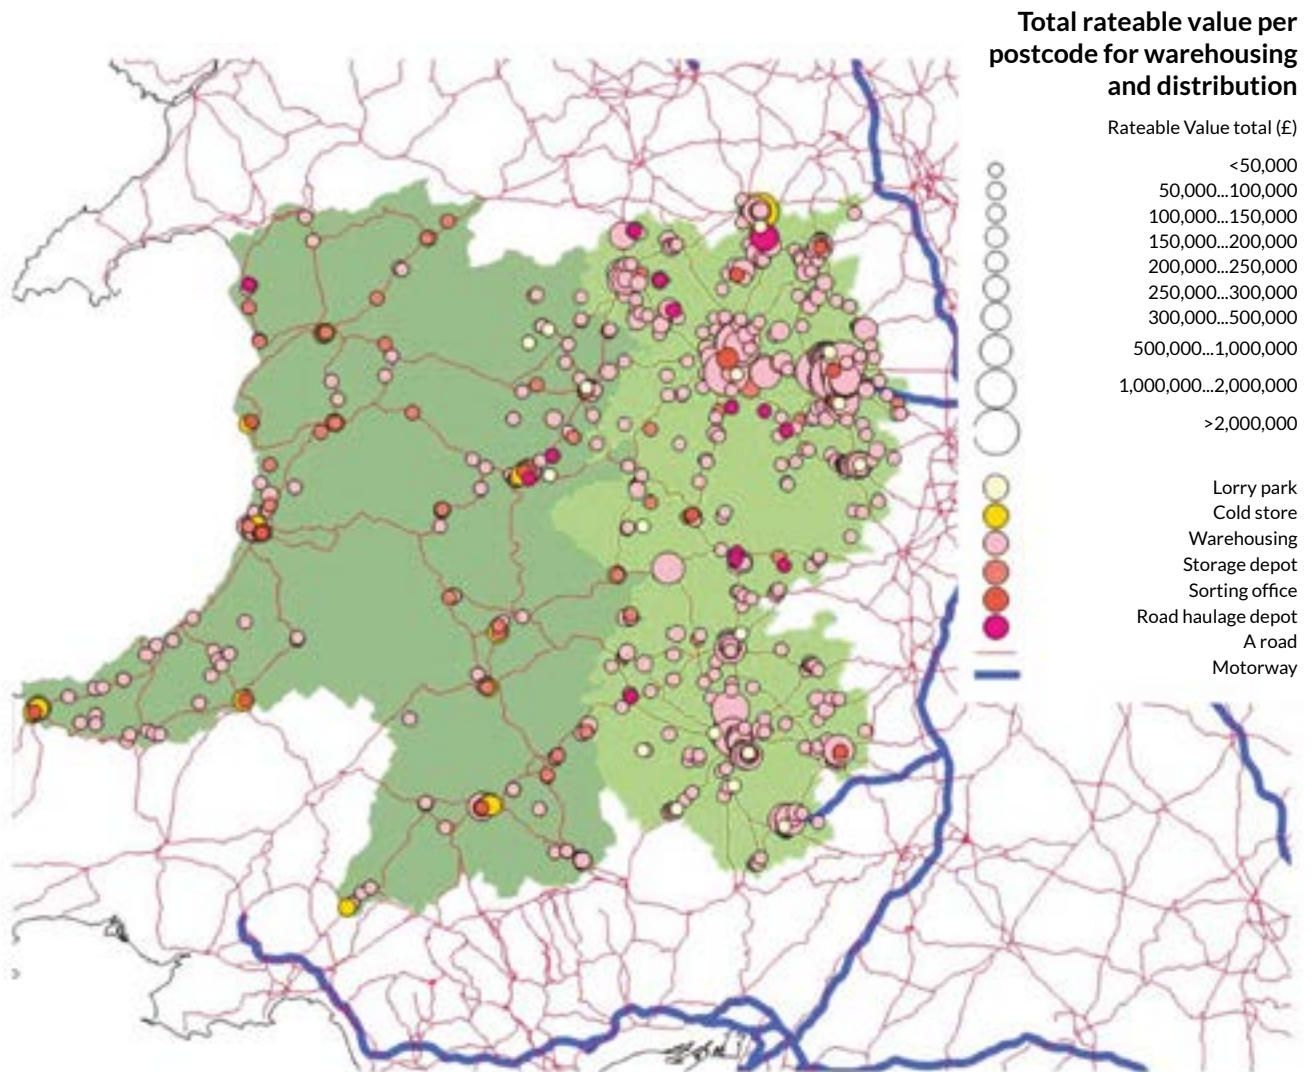 Total rateable value per
postcode for warehousing
and distribution
Rateable Value total (£)
<50,000
50,000...100,000
100,000...150,000
150,000...200,000
200,000...250,000
250,000...300,000
300,000...500,000
500,000...1,000,000
1,000,000...2,000,000
>2,000,000
Lorry park
Cold store
Warehousing
Storage depot
Sorting office
Road haulage depot
A road
Motorway